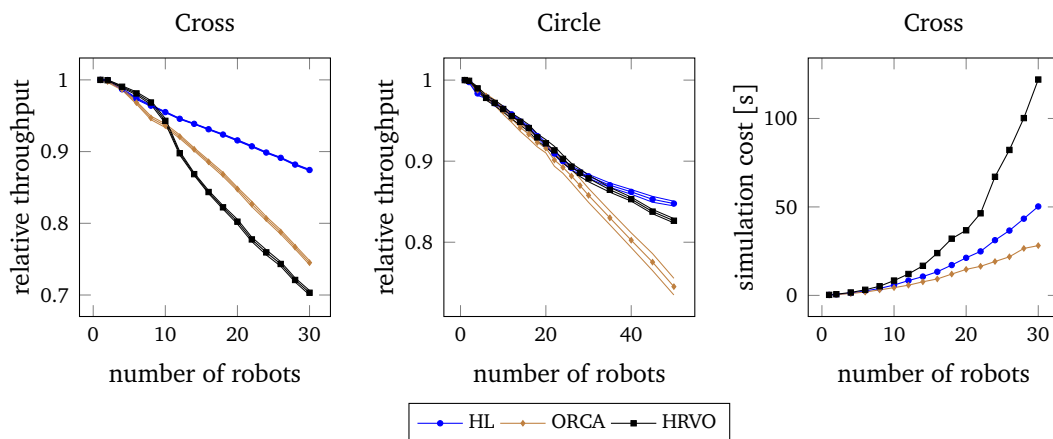 Cross
Circle
Cross
relative throughput
1
0.9
0.8
0.7
0
10
20
30
number of robots
relative throughput
1
0.9
0.8
0
20
40
number of robots
simulation cost [s]
100
50
0
0
10
20
30
number of robots
HL ORCA HRVO